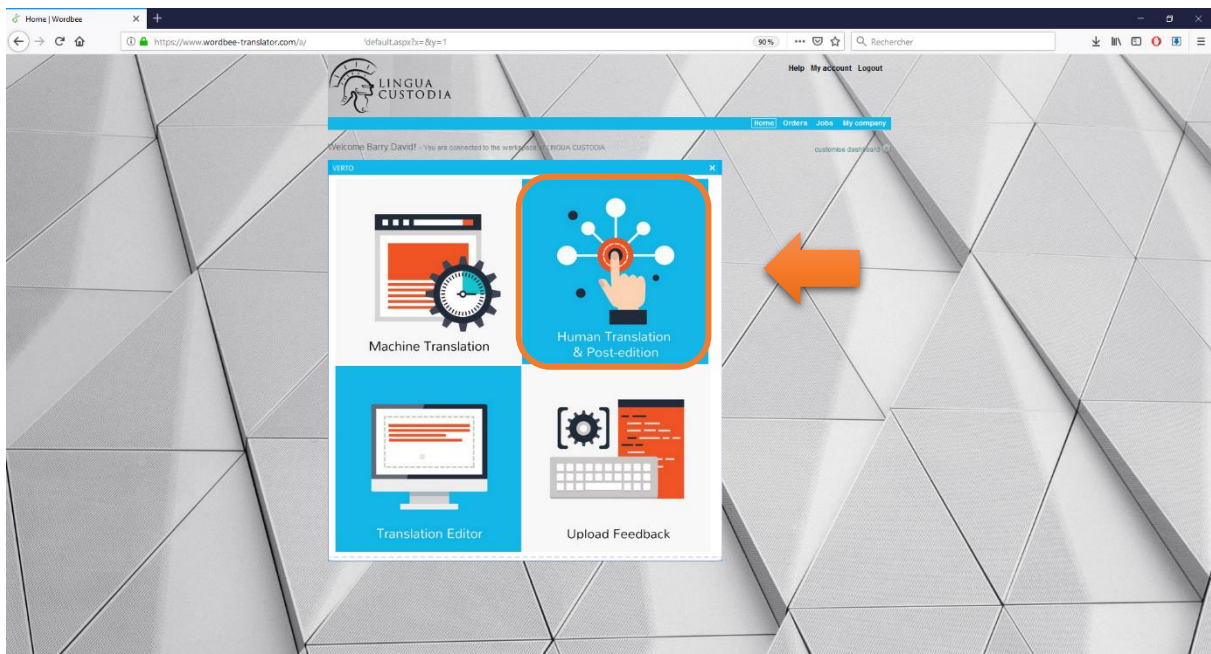 Home | Wordbee
https://www.wordbee-translator.com/a/
/default.aspx?x=&y=1
90 %
Rechercher
LINGUA
CUSTODIA
Help My account Logout
Home Orders Jobs My company
Welcome Barry David! - You are connected to the workspace of LINGUA CUSTODIA
customise dashboard
VERTO
Machine Translation
Human Translation
& Post-edition
Translation Editor
Upload Feedback